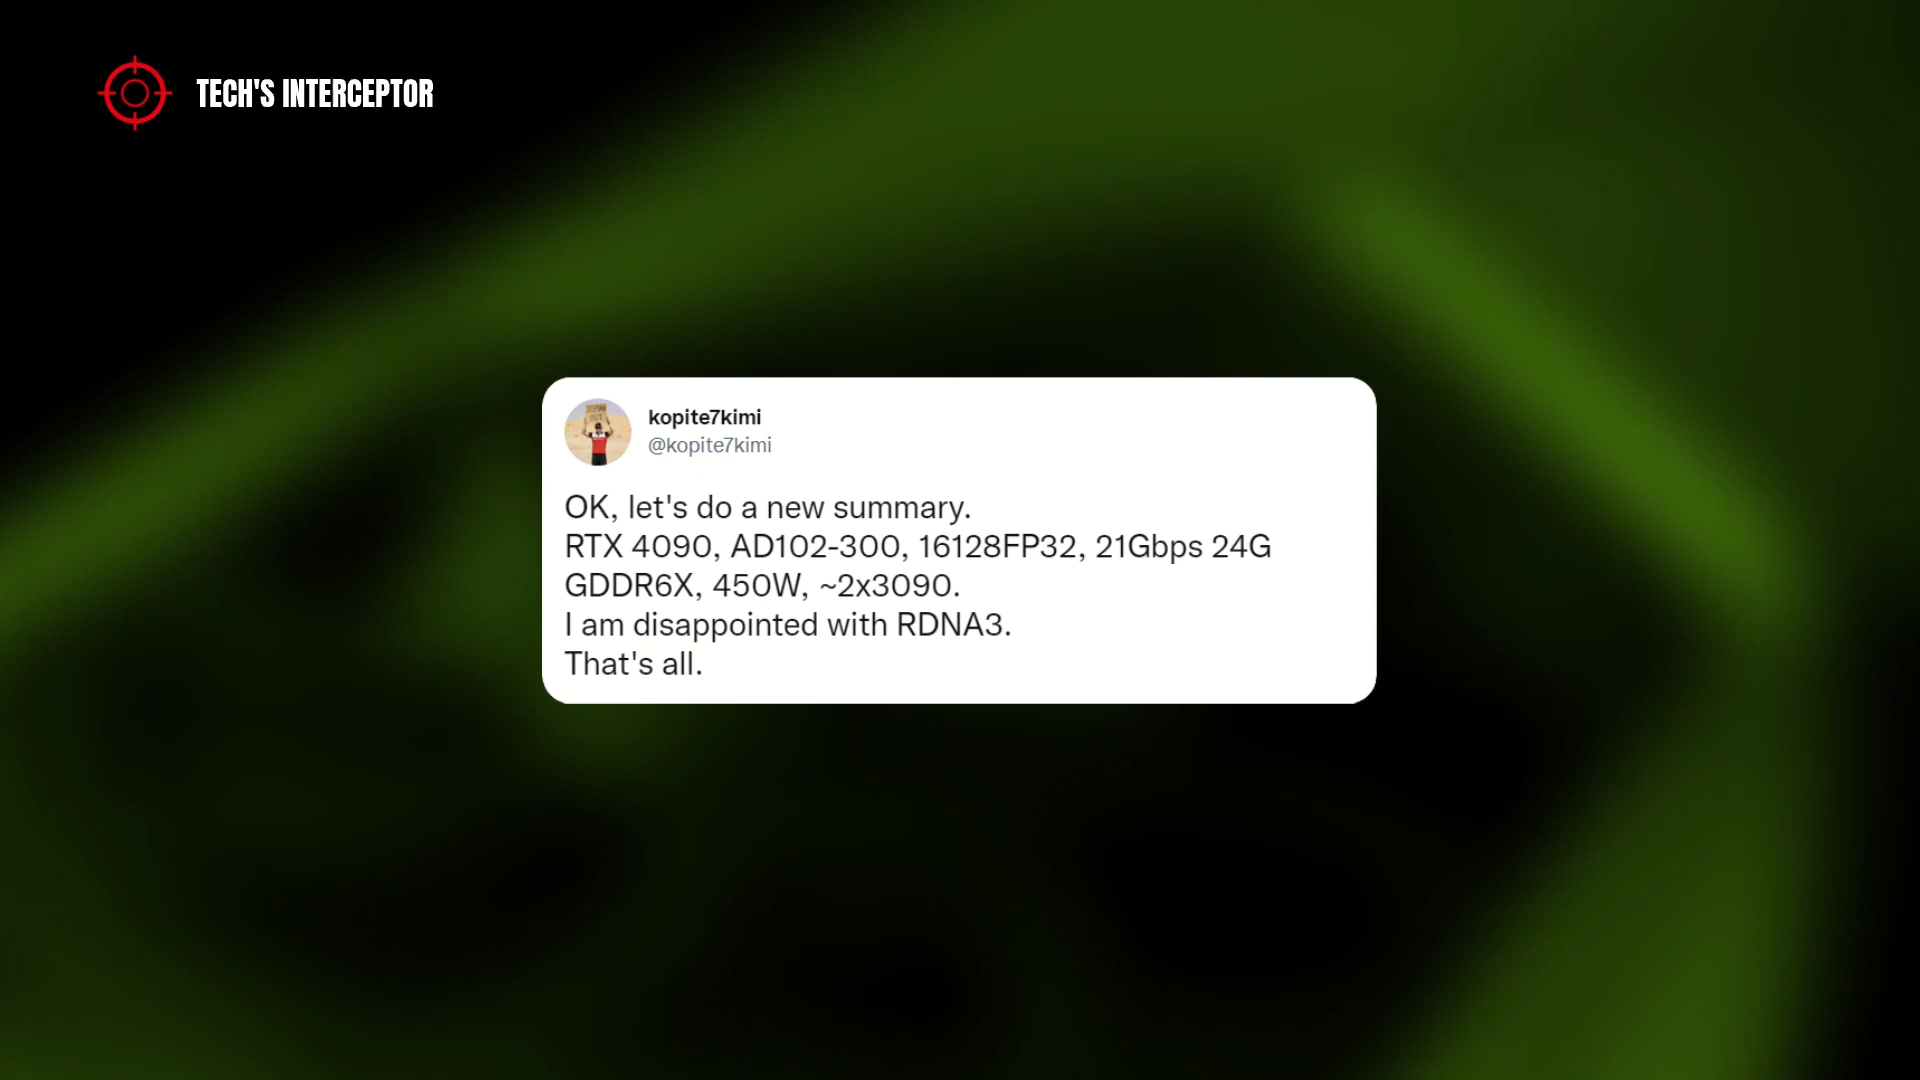 TECH'S INTERCEPTOR
kopite7kimi
@kopite7kimi
OK, let's do a new summary.
RTX 4090, AD102-300, 16128FP32, 21Gbps 24G
GDDR6X, 450W, ~2x3090.
I am disappointed with RDNA3.
That's all.